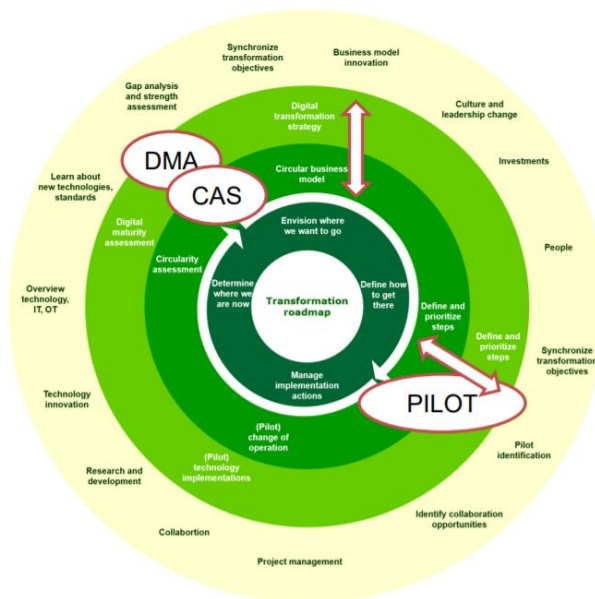 Synchronize
transformation
objectives
Business model
innovation
Gap analysis
and strength
assessment
Culture and
leadership change
Digital
transformation
strategy
DMA
Investments
Learn about
new technologies,
standards
CAS
Circular business
model
Digital
maturity
assessment
Envision where
we want to go
People
Circularity
assessment
Overview
technology,
IT, OT
Determine
where we
are now
Transformation
roadmap
Define how
to get
there
Define and
prioritize
steps
Define and
prioritize
steps
Synchronize
transformation
objectives
Manage
implementation
actions
PILOT
Technology
innovation
(Pilot)
change of
operation
Pilot
identification
(Pilot)
technology
implementations
Research and
development
Identify collaboration
opportunities
Collabortion
Project management